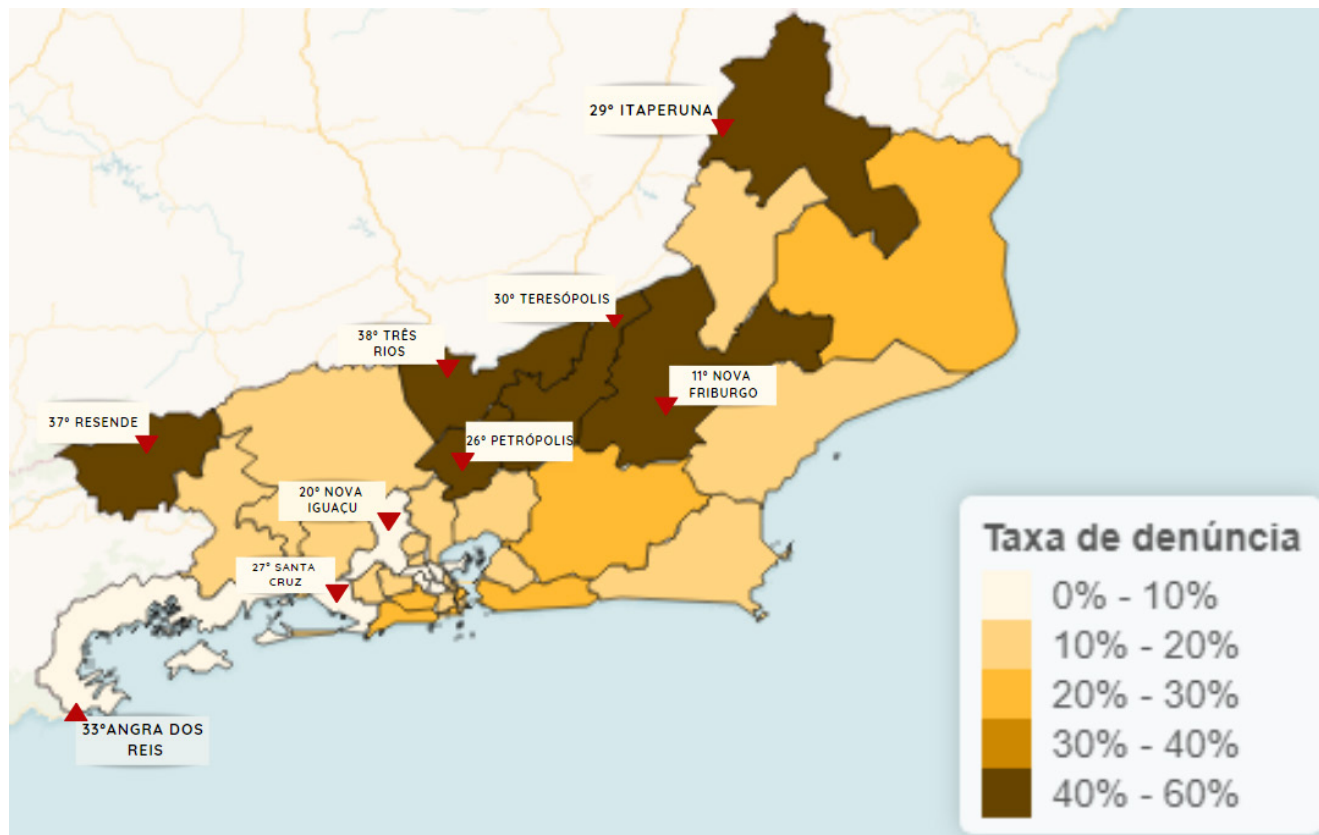 29º ITAPERUNA
30º TERESÓPOLIS
38º TRÊS
RIOS
11º NOVA
FRIBURGO
37º RESENDE
26º PETRÓPOLIS
20º NOVA
IGUAÇU
27º SANTA
CRUZ
33ºANGRA DOS
REIS
Taxa de denúncia
0% - 10%
10% - 20%
20% - 30%
30% - 40%
40% - 60%